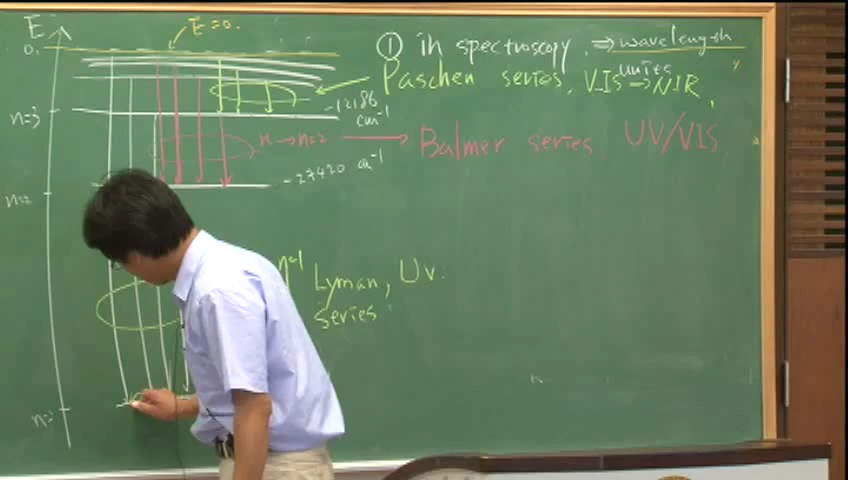 E
E=0.
0.
① in spectroscopy, ⇒ wavelength
units
Paschen series, VIS → NIR,
n=3
-12186
cm⁻¹
n → n=2 → Balmer series UV/VIS
-27420 cm⁻¹
n=2
n=1 Lyman, UV.
series